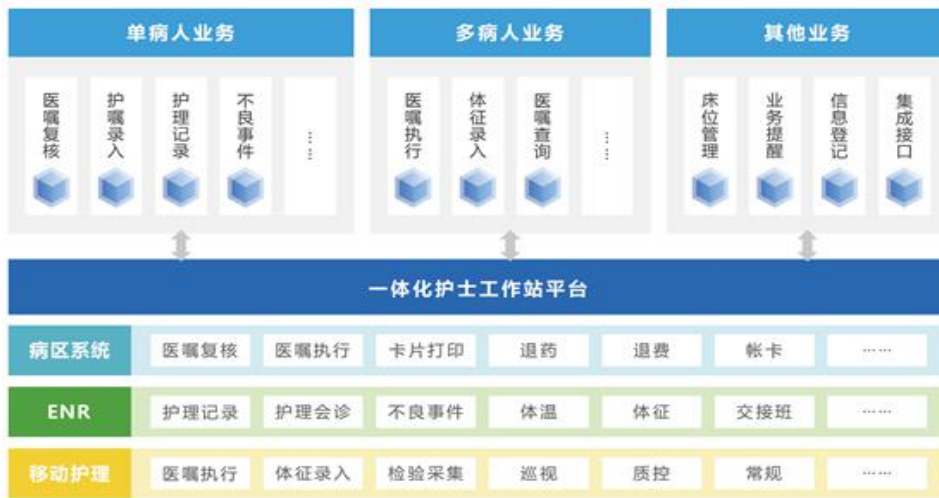 单病人业务
多病人业务
其他业务
医嘱复核
护嘱录入
护理记录
不良事件
……
医嘱执行
体征录入
医嘱查询
……
床位管理
业务提醒
信息登记
集成接口
一体化护士工作站平台
病区系统 医嘱复核 医嘱执行 卡片打印 退药 退费 帐卡 ……
ENR 护理记录 护理会诊 不良事件 体温 体征 交接班 ……
移动护理 医嘱执行 体征录入 检验采集 巡视 质控 常规 ……